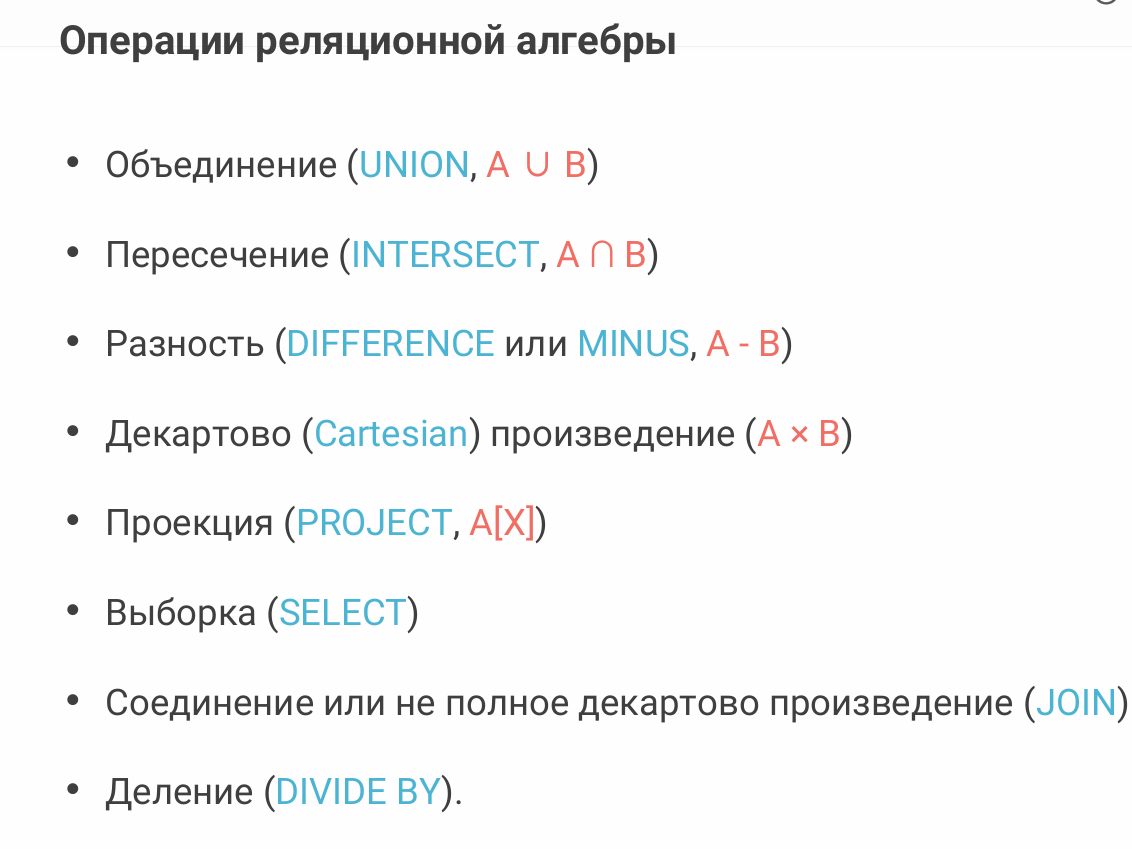 Операции реляционной алгебры
• Объединение (UNION, A ∪ B)
• Пересечение (INTERSECT, A ∩ B)
• Разность (DIFFERENCE или MINUS, A - B)
• Декартово (Cartesian) произведение (A × B)
• Проекция (PROJECT, A[X])
• Выборка (SELECT)
• Соединение или не полное декартово произведение (JOIN)
• Деление (DIVIDE BY).